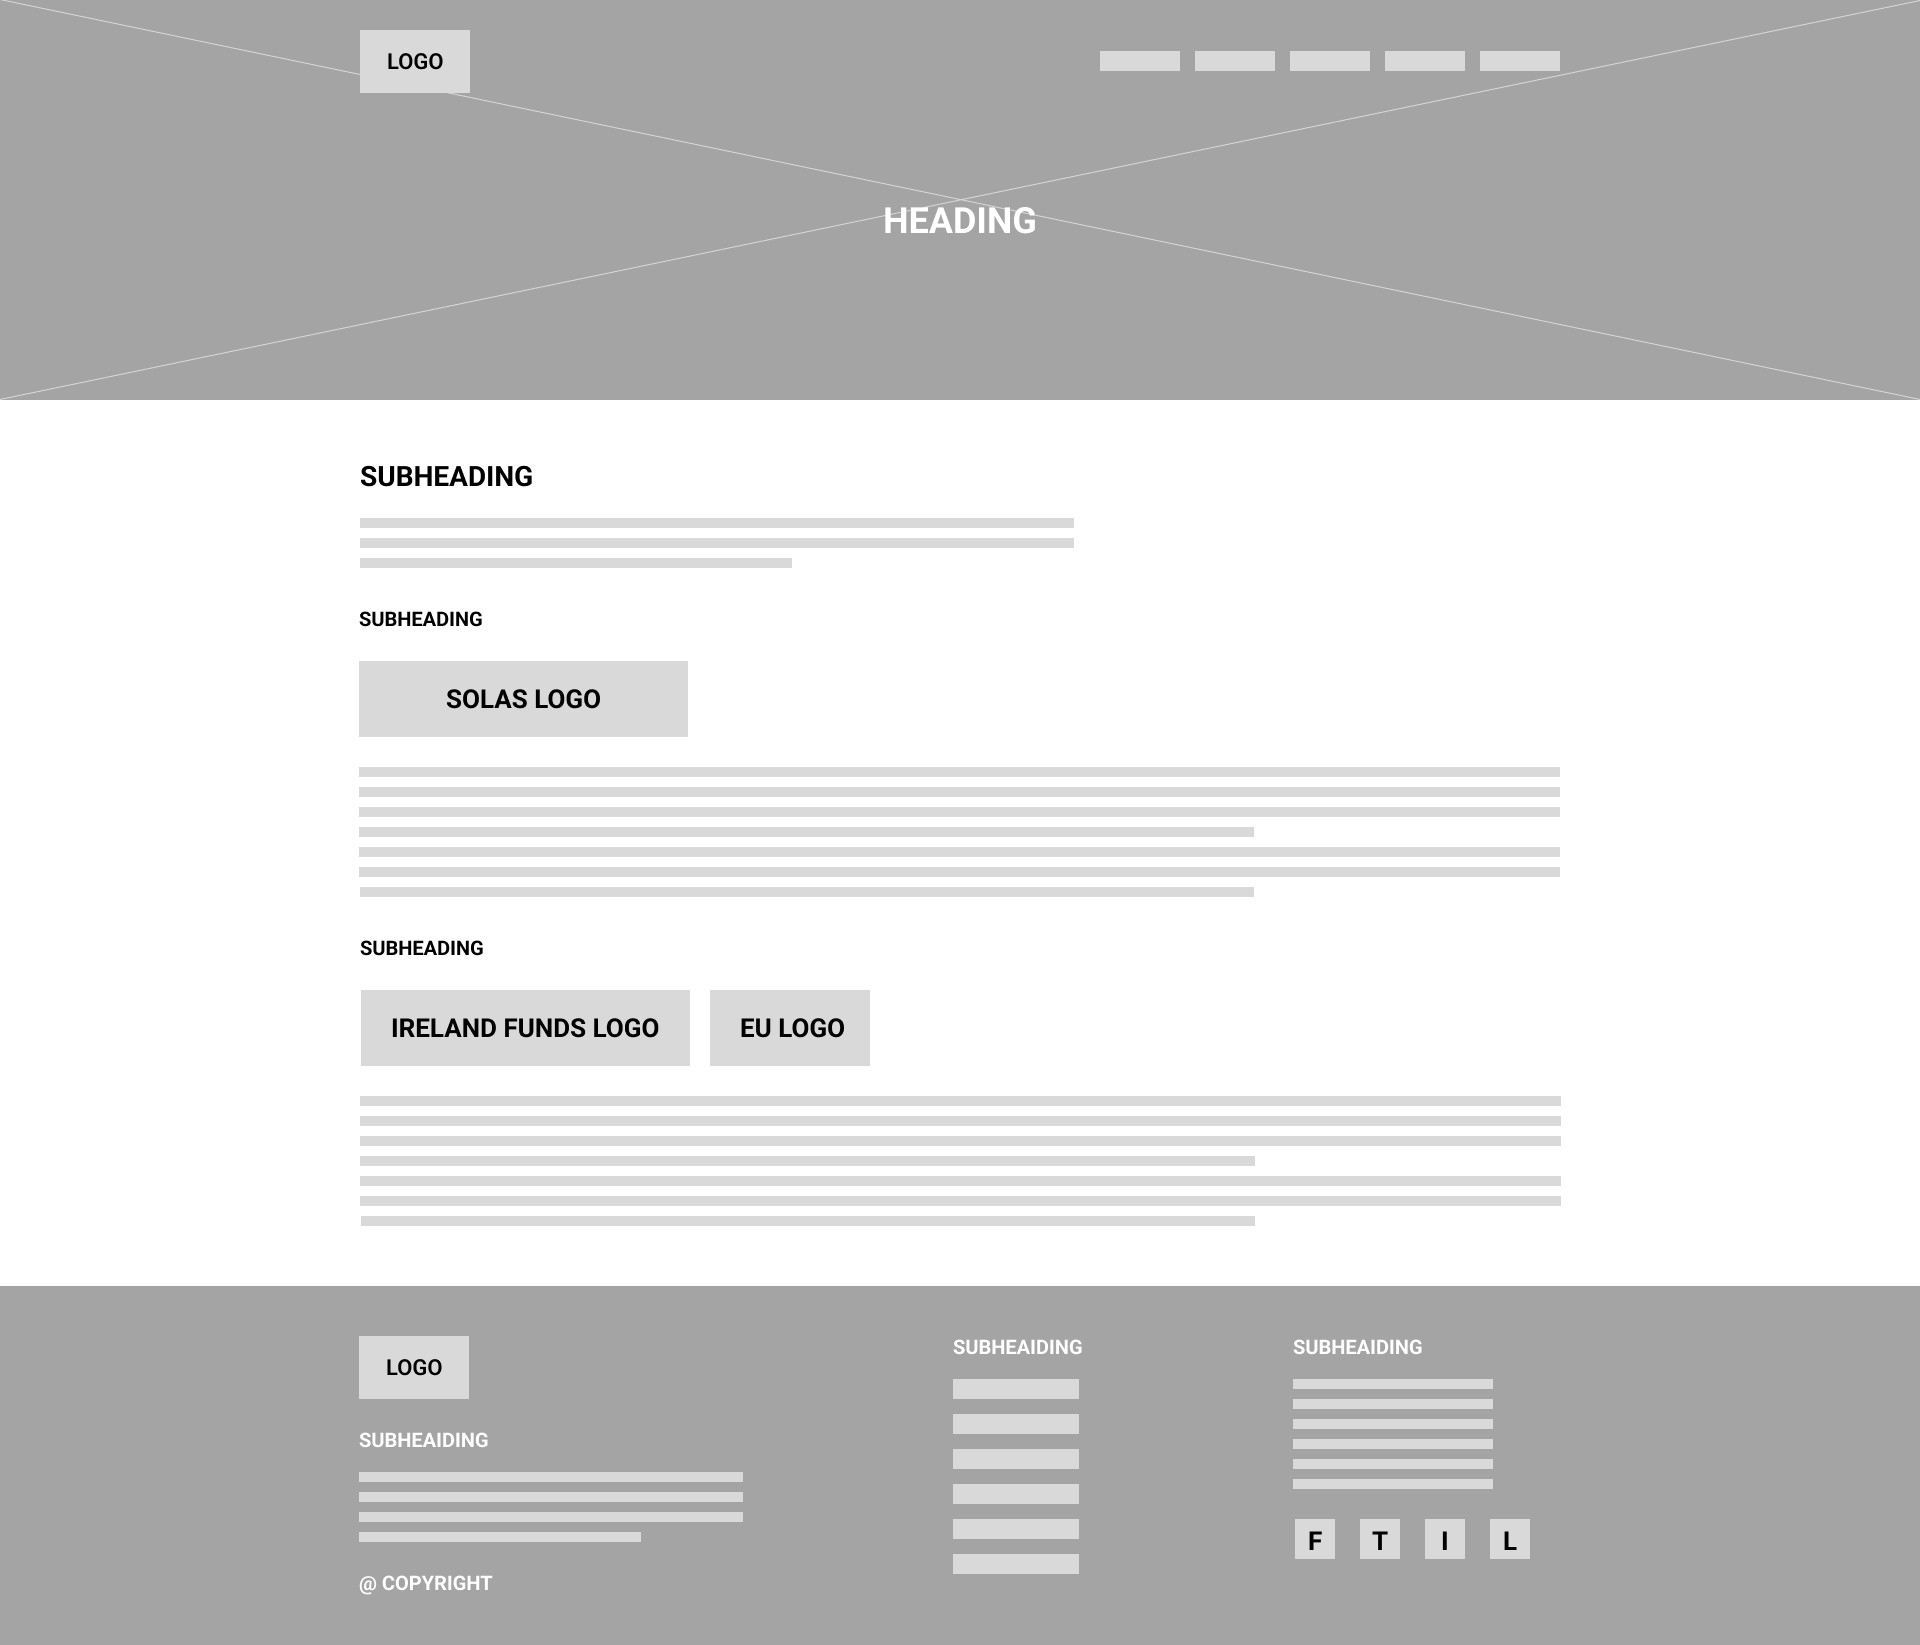 LOGO
HEADING
SUBHEADING
SUBHEADING
SOLAS LOGO
SUBHEADING
IRELAND FUNDS LOGO
EU LOGO
LOGO
SUBHEAIDING
@ COPYRIGHT
SUBHEAIDING
SUBHEAIDING
F T I L